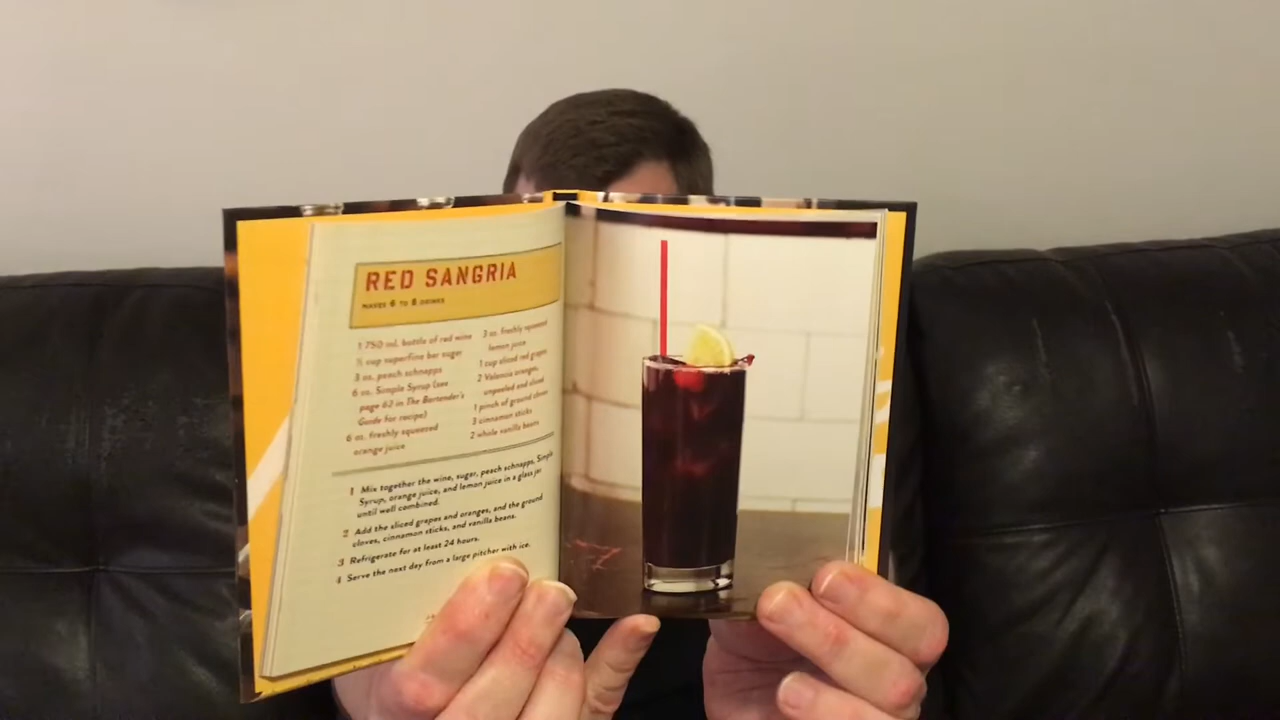 RED SANGRIA
MAKES 6 TO 8 DRINKS
1 750 ml. bottle of red wine
cup superfine bar sugar
3 oz. peach schnapps
6 oz. Simple Syrup (see
page 62 in The Bartender's
Guide for recipe)
6 oz. freshly squeezed
orange juice
3 oz. freshly squeezed
lemon juice
1 cup sliced red grapes
2 Valencia oranges,
unpeeled and sliced
1 pinch of ground cloves
3 cinnamon sticks
2 whole vanilla beans
1 Mix together the wine, sugar, peach schnapps, Simple
Syrup, orange juice, and lemon juice in a glass jar
until well combined.
2 Add the sliced grapes and oranges, and the ground
cloves, cinnamon sticks, and vanilla beans.
3 Refrigerate for at least 24 hours.
4 Serve the next day from a large pitcher with ice.